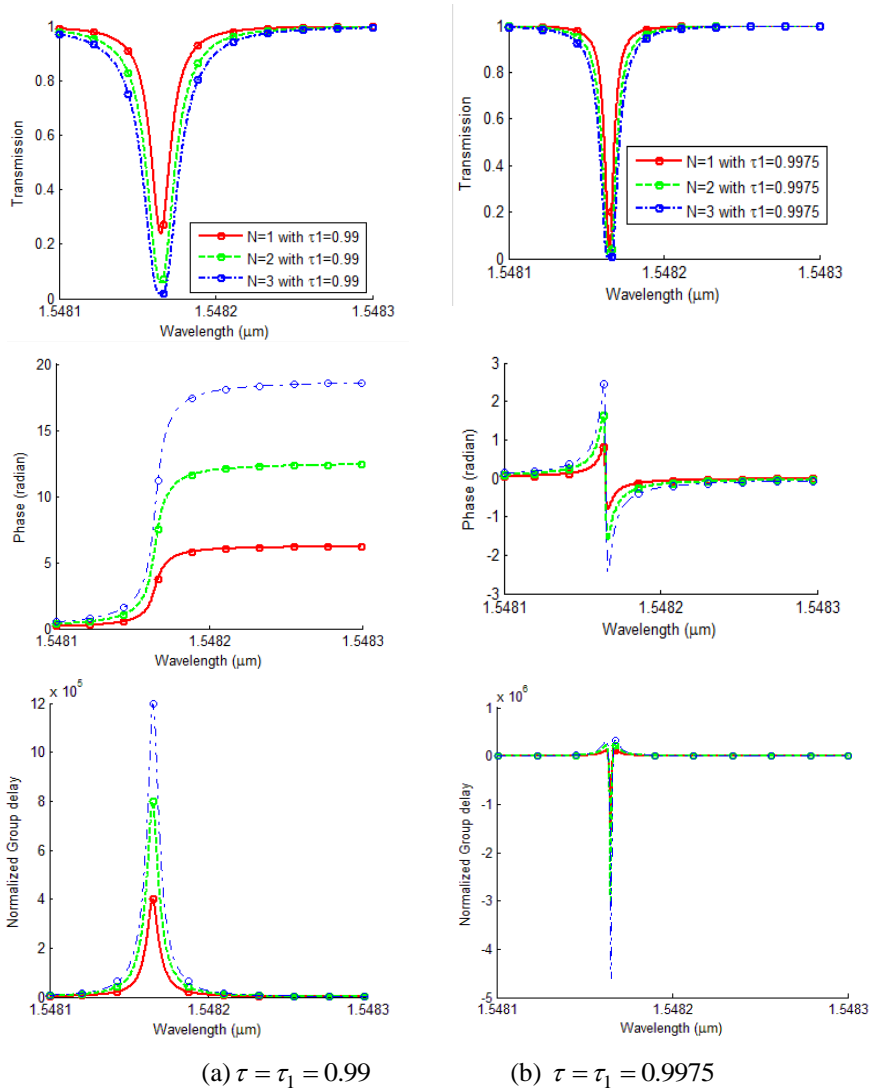 1
0.8
0.6
0.4
0.2
0
Transmission
N=1 with τ1=0.99
N=2 with τ1=0.99
N=3 with τ1=0.99
1.5481 1.5482 1.5483
Wavelength (μm)
1
0.8
0.6
0.4
0.2
0
Transmission
N=1 with τ1=0.9975
N=2 with τ1=0.9975
N=3 with τ1=0.9975
1.5481 1.5482 1.5483
Wavelength (μm)
20
15
10
5
0
Phase (radian)
1.5481 1.5482 1.5483
Wavelength (μm)
3
2
1
0
-1
-2
-3
Phase (radian)
1.5481 1.5482 1.5483
Wavelength (μm)
x 10^5
12
10
8
6
4
2
0
Normalized Group delay
1.5481 1.5482 1.5483
Wavelength (μm)
x 10^6
1
0
-1
-2
-3
-4
-5
Normalized Group delay
1.5481 1.5482 1.5483
Wavelength (μm)
(a) τ = τ₁ = 0.99 (b) τ = τ₁ = 0.9975